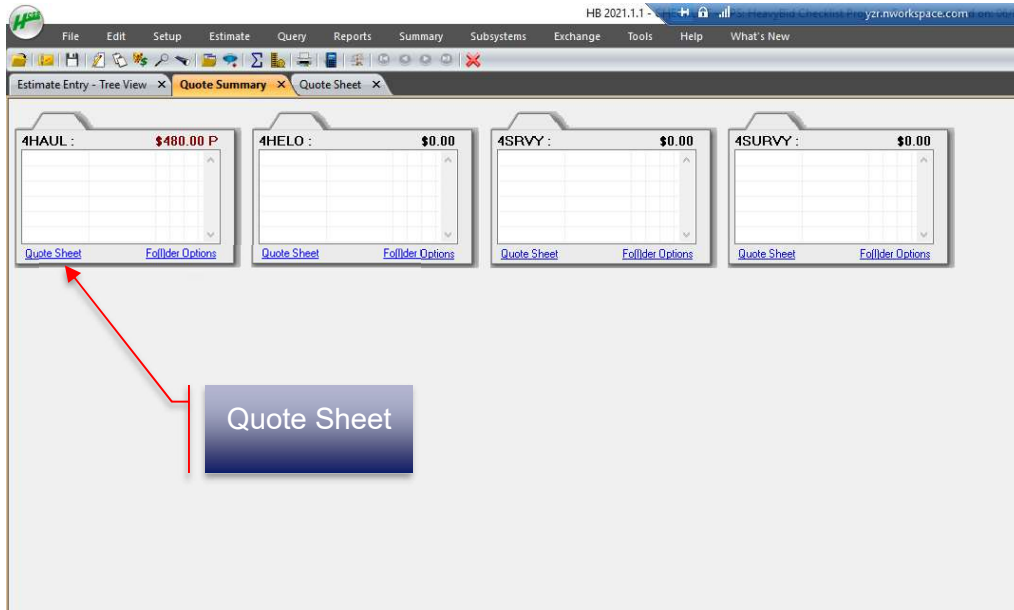 HB 2021.1.1 - yzr.nworkspace.com
HCSS
File Edit Setup Estimate Query Reports Summary Subsystems Exchange Tools Help What's New
Estimate Entry - Tree View X Quote Summary X Quote Sheet X
4HAUL : $480.00 P 4HELO : $0.00 4SRVY : $0.00 4SURVY : $0.00
Quote Sheet Fo[l]der Options Quote Sheet Fo[l]der Options Quote Sheet Fo[l]der Options Quote Sheet Fo[l]der Options
Quote Sheet